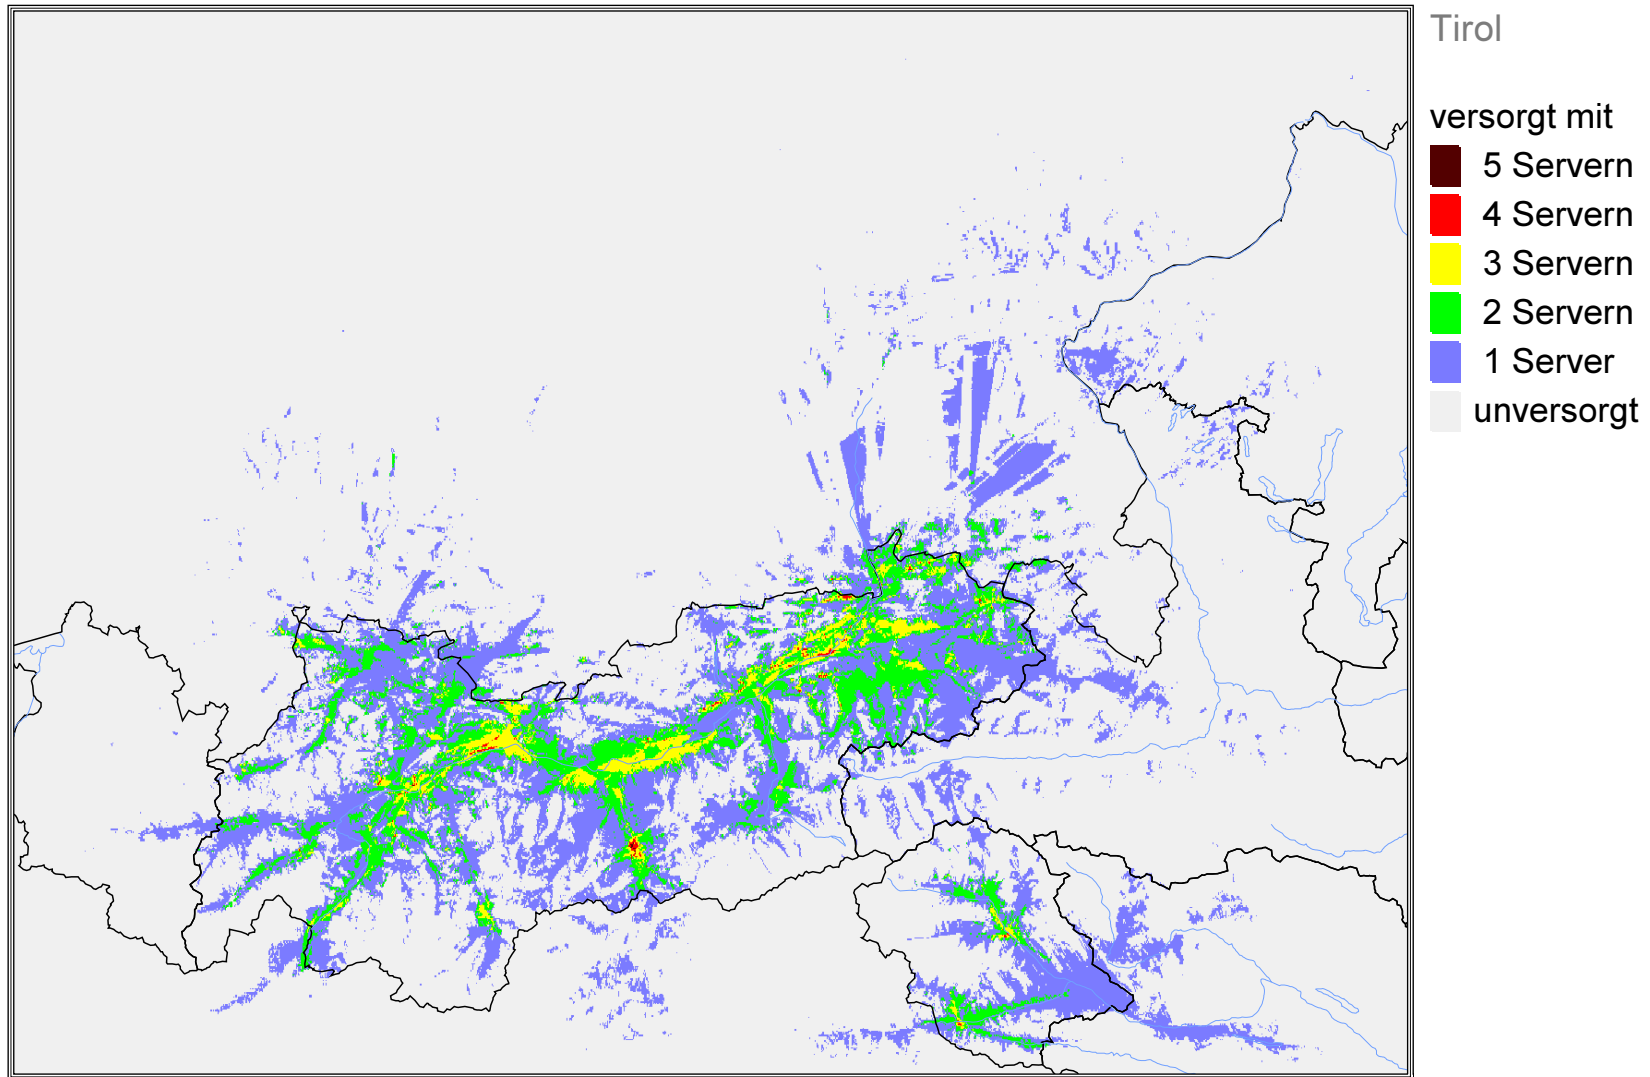 Tirol
versorgt mit
5 Servern
4 Servern
3 Servern
2 Servern
1 Server
unversorgt